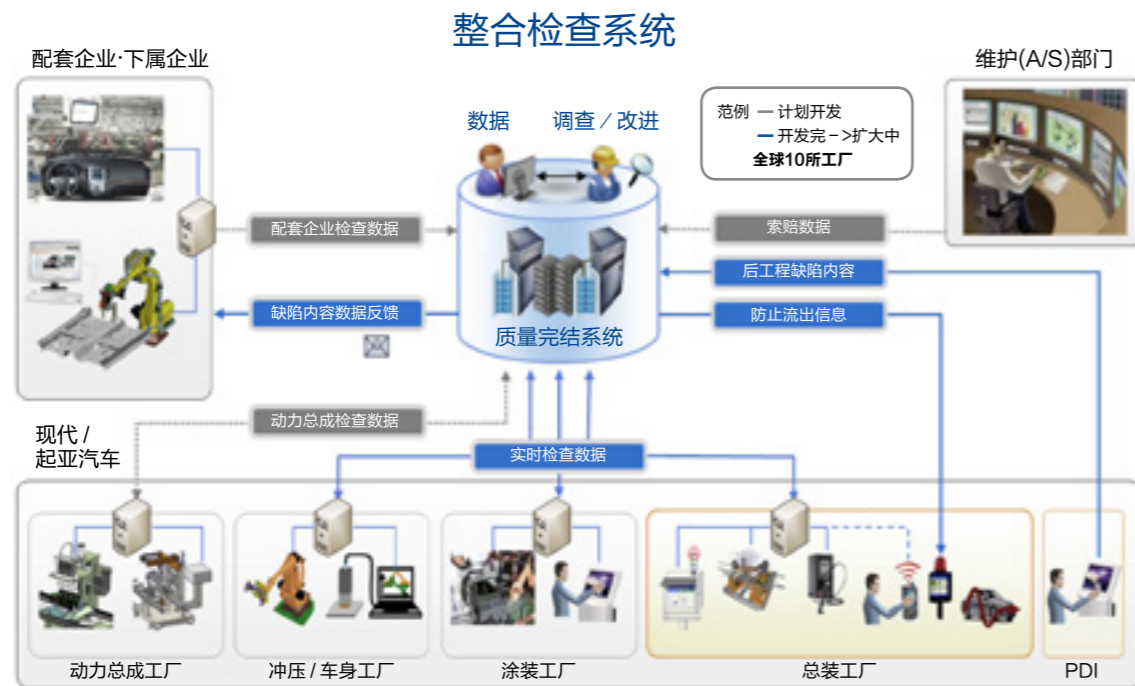 整合检查系统
配套企业·下属企业
维护(A/S)部门
数据
调查 / 改进
范例 — 计划开发
— 开发完 ->扩大中
全球10所工厂
配套企业检查数据
索赔数据
后工程缺陷内容
缺陷内容数据反馈
防止流出信息
质量完结系统
动力总成检查数据
现代 /
起亚汽车
实时检查数据
动力总成工厂
冲压 / 车身工厂
涂装工厂
总装工厂
PDI